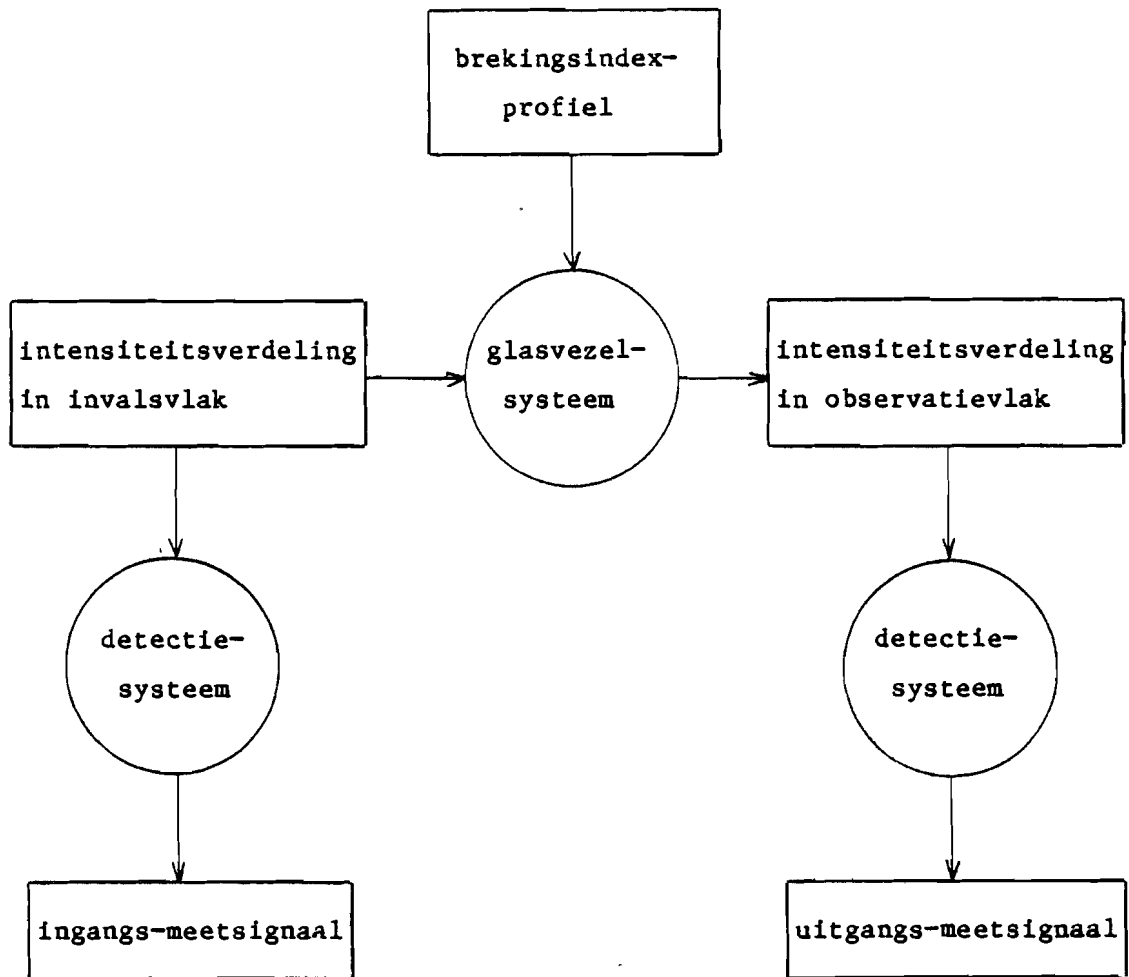 brekingsindex-
profiel
intensiteitsverdeling
in invalsvlak
glasvezel-
systeem
intensiteitsverdeling
in observatievlak
detectie-
systeem
detectie-
systeem
ingangs-meetsignaal
uitgangs-meetsignaal